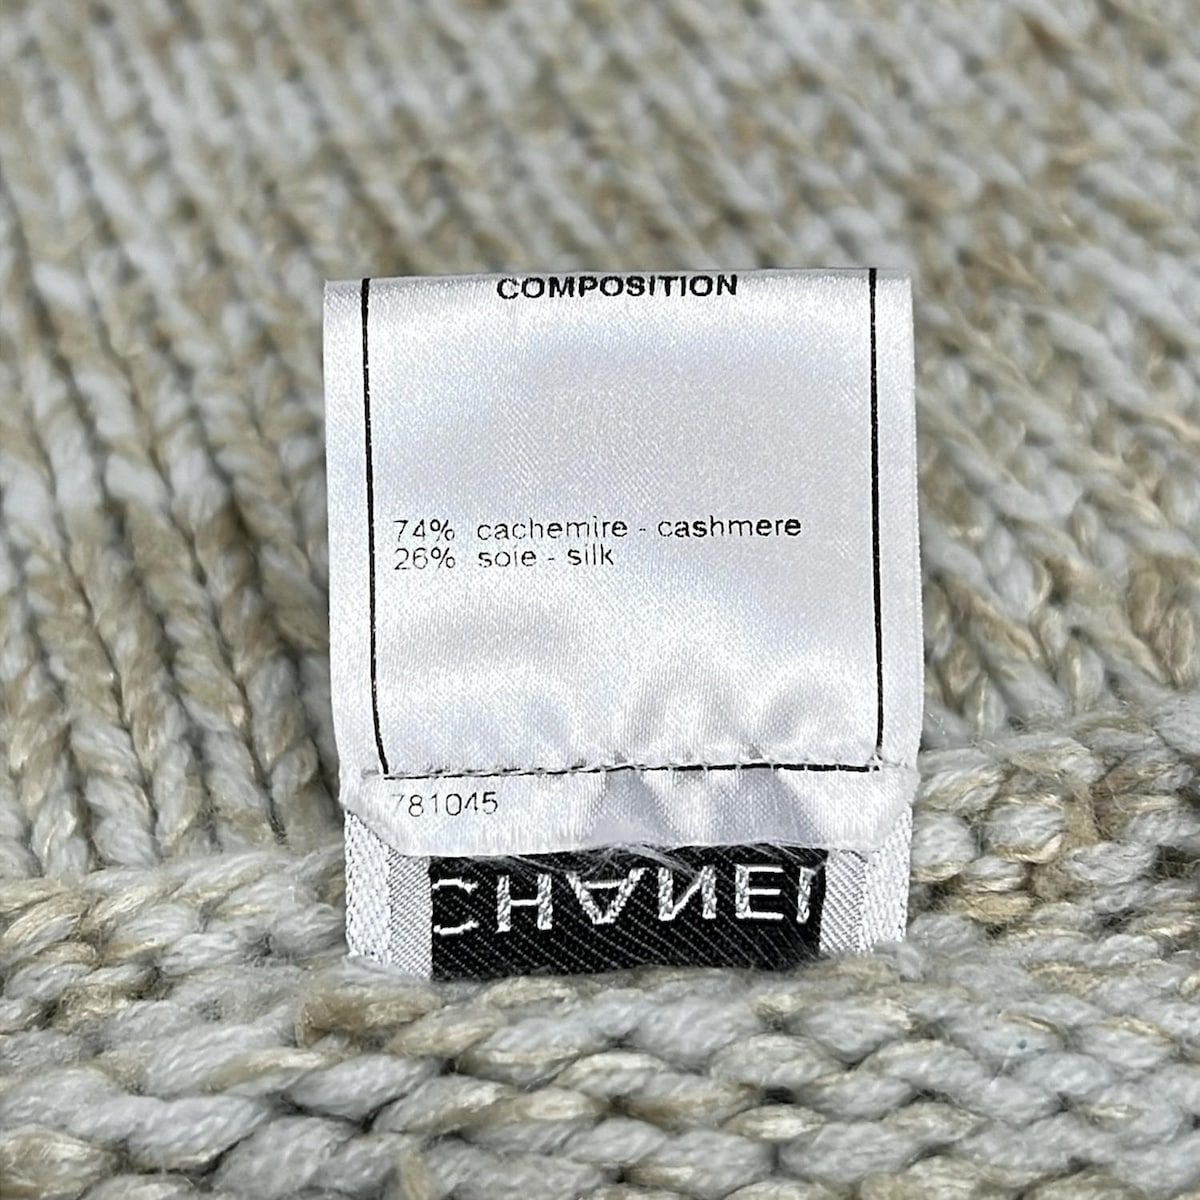 COMPOSITION
74% cachemire - cashmere
26% soie - silk
781045
CHANEL